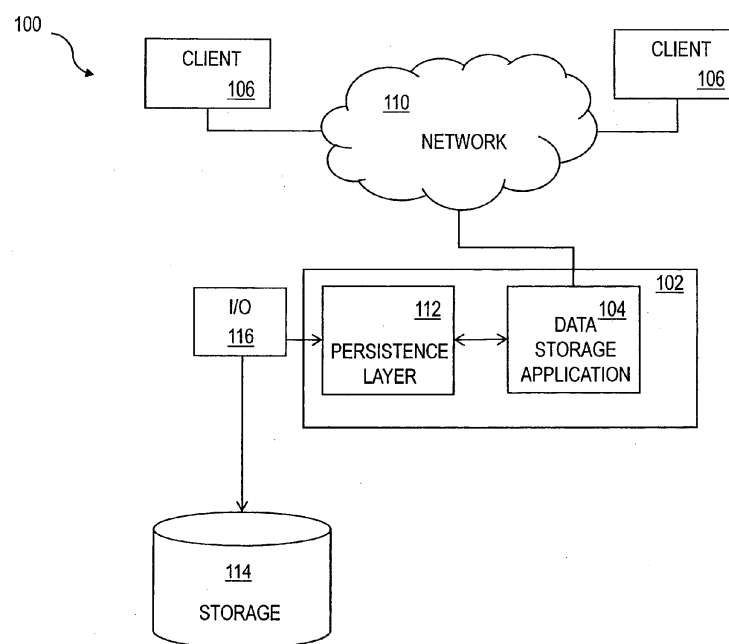 100
CLIENT
106
CLIENT
106
110
NETWORK
102
I/O
116
112
PERSISTENCE
LAYER
104
DATA
STORAGE
APPLICATION
114
STORAGE